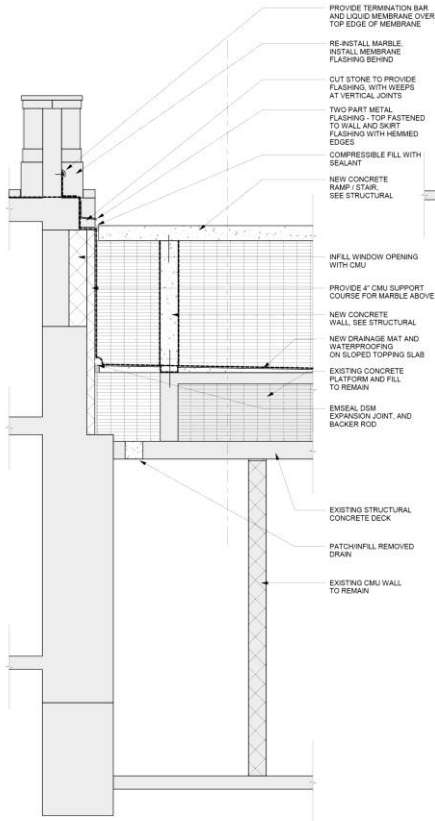 PROVIDE TERMINATION BAR
AND LIQUID MEMBRANE OVER
TOP EDGE OF MEMBRANE
RE-INSTALL MARBLE,
INSTALL MEMBRANE
FLASHING BEHIND
CUT STONE TO PROVIDE
FLASHING, WITH WEEPS
AT VERTICAL JOINTS
TWO PART METAL
FLASHING - TOP FASTENED
TO WALL AND SKIRT
FLASHING WITH HEMMED
EDGES
COMPRESSIBLE FILL WITH
SEALANT
NEW CONCRETE
RAMP / STAIR,
SEE STRUCTURAL
INFILL WINDOW OPENING
WITH CMU
PROVIDE 4" CMU SUPPORT
COURSE FOR MARBLE ABOVE
NEW CONCRETE
WALL, SEE STRUCTURAL
NEW DRAINAGE MAT AND
WATERPROOFING
ON SLOPED TOPPING SLAB
EXISTING CONCRETE
PLATFORM AND FILL
TO REMAIN
EMSEAL DSM
EXPANSION JOINT, AND
BACKER ROD
EXISTING STRUCTURAL
CONCRETE DECK
PATCH/INFILL REMOVED
DRAIN
EXISTING CMU WALL
TO REMAIN